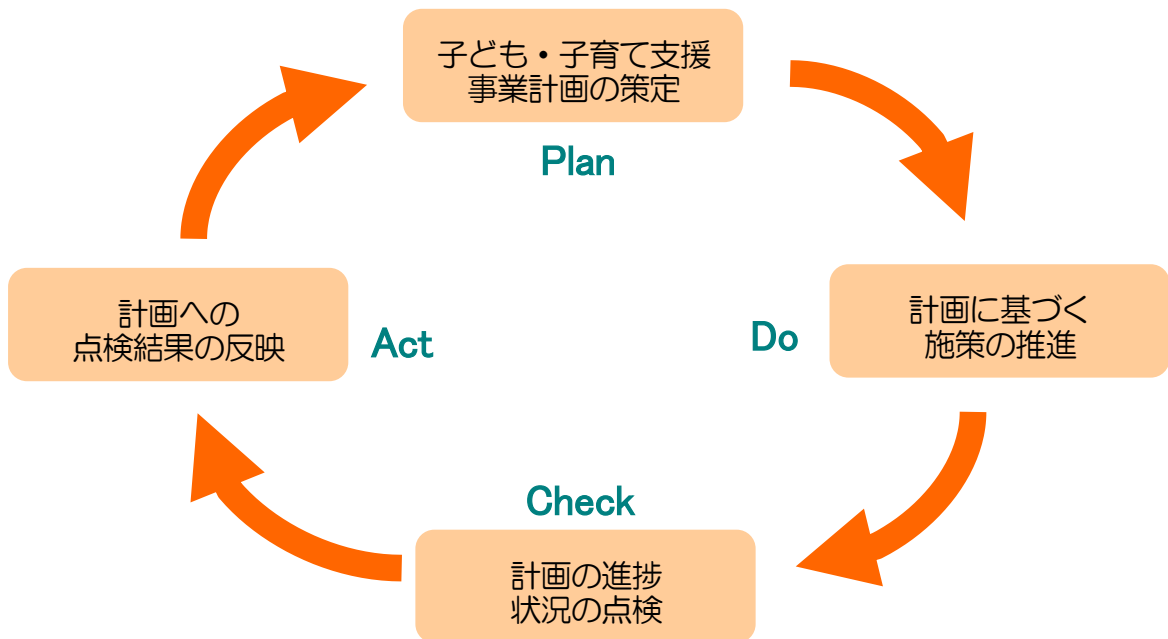 子ども・子育て支援
事業計画の策定
Plan
計画に基づく
施策の推進
Do
Check
計画の進捗
状況の点検
計画への
点検結果の反映
Act